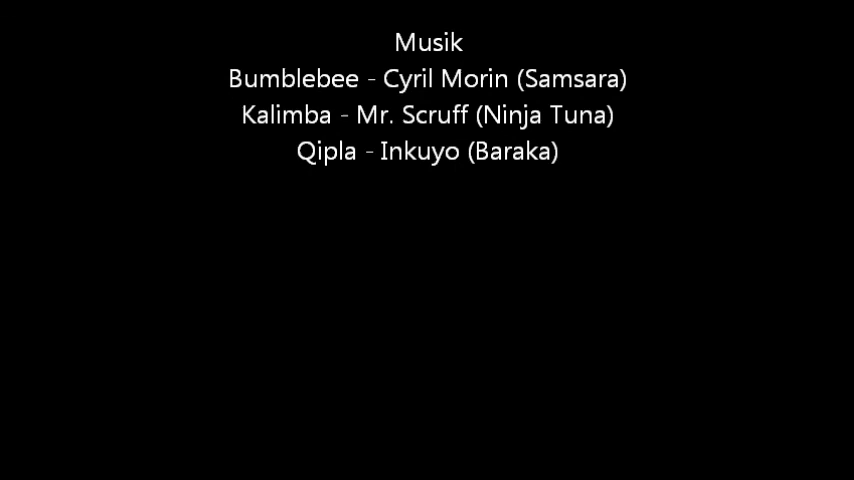 Musik
Bumblebee - Cyril Morin (Samsara)
Kalimba - Mr. Scruff (Ninja Tuna)
Qipla - Inkuyo (Baraka)